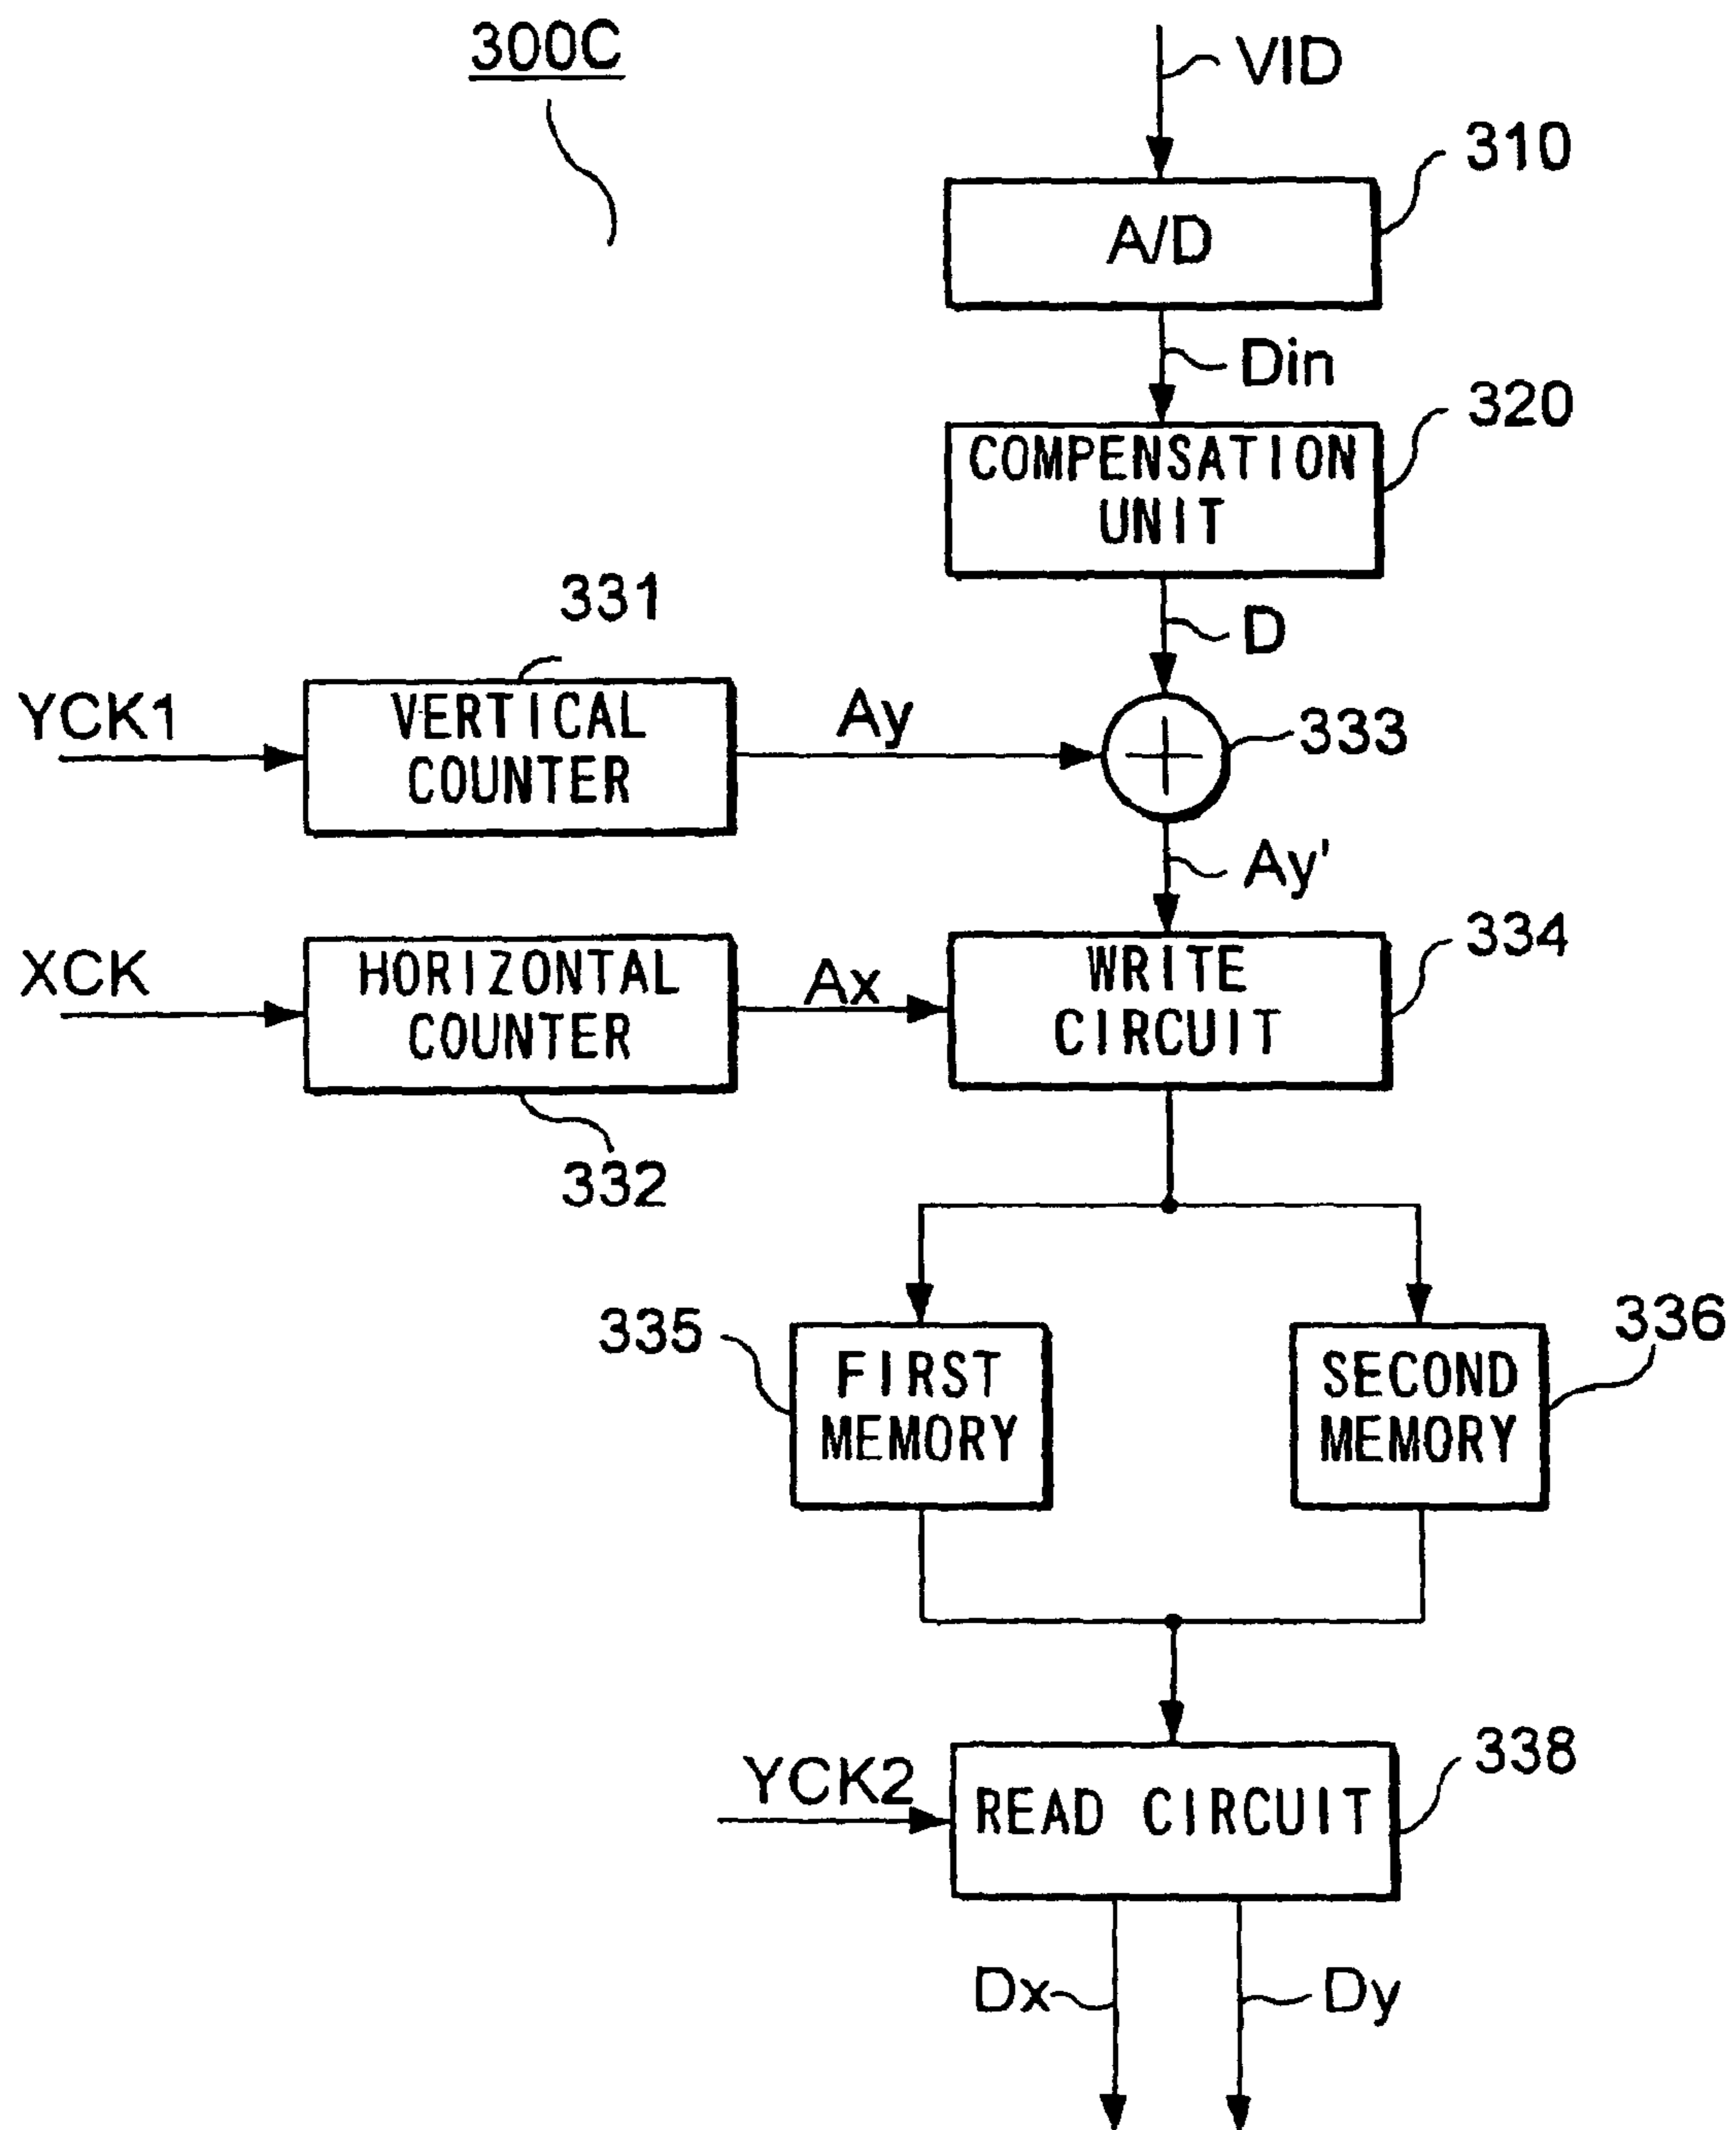 300C
VID
310
A/D
Din
320
COMPENSATION
UNIT
331
D
YCK1
VERTICAL
COUNTER
Ay
333
Ay'
XCK
HORIZONTAL
COUNTER
Ax
WRITE
CIRCUIT
334
332
335
FIRST
MEMORY
SECOND
MEMORY
336
YCK2
READ CIRCUIT
338
Dx
Dy